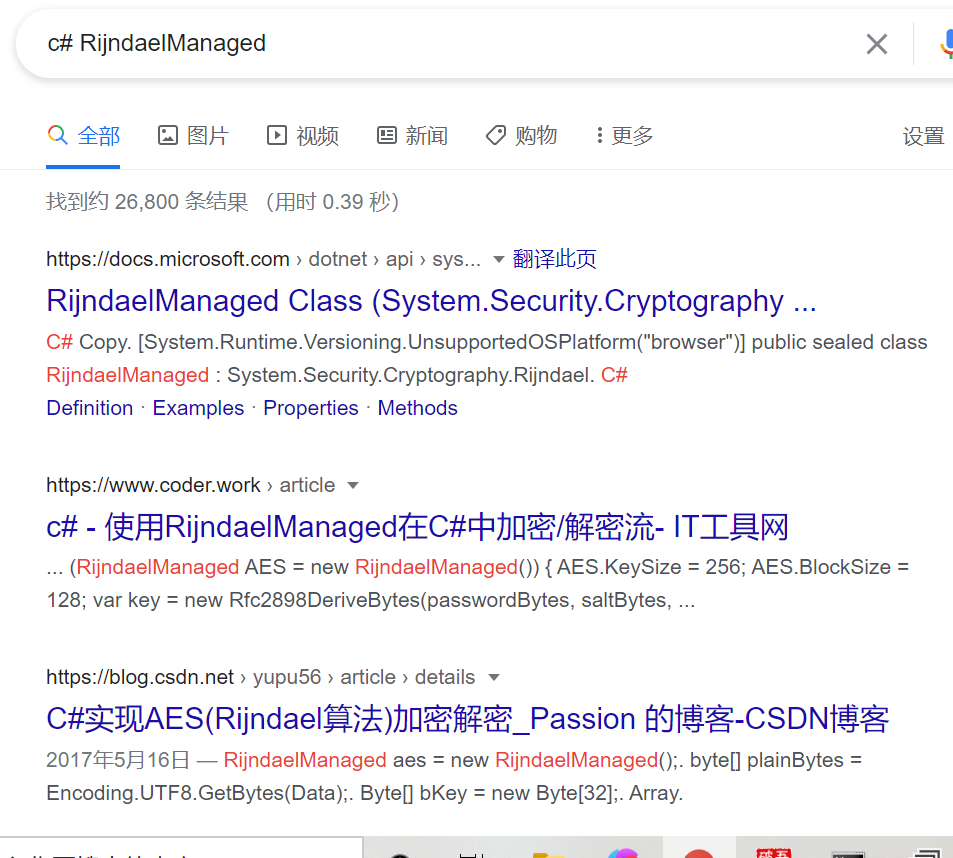 c# RijndaelManaged
全部 图片 视频 新闻 购物 更多 设置
找到约 26,800 条结果 （用时 0.39 秒）
https://docs.microsoft.com › dotnet › api › sys... 翻译此页
RijndaelManaged Class (System.Security.Cryptography ...
C# Copy. [System.Runtime.Versioning.UnsupportedOSPlatform("browser")] public sealed class
RijndaelManaged : System.Security.Cryptography.Rijndael. C#
Definition · Examples · Properties · Methods
https://www.coder.work › article
c# - 使用RijndaelManaged在C#中加密/解密流- IT工具网
... (RijndaelManaged AES = new RijndaelManaged()) { AES.KeySize = 256; AES.BlockSize =
128; var key = new Rfc2898DeriveBytes(passwordBytes, saltBytes, ...
https://blog.csdn.net › yupu56 › article › details
C#实现AES(Rijndael算法)加密解密_Passion 的博客-CSDN博客
2017年5月16日 — RijndaelManaged aes = new RijndaelManaged();. byte[] plainBytes =
Encoding.UTF8.GetBytes(Data);. Byte[] bKey = new Byte[32];. Array.